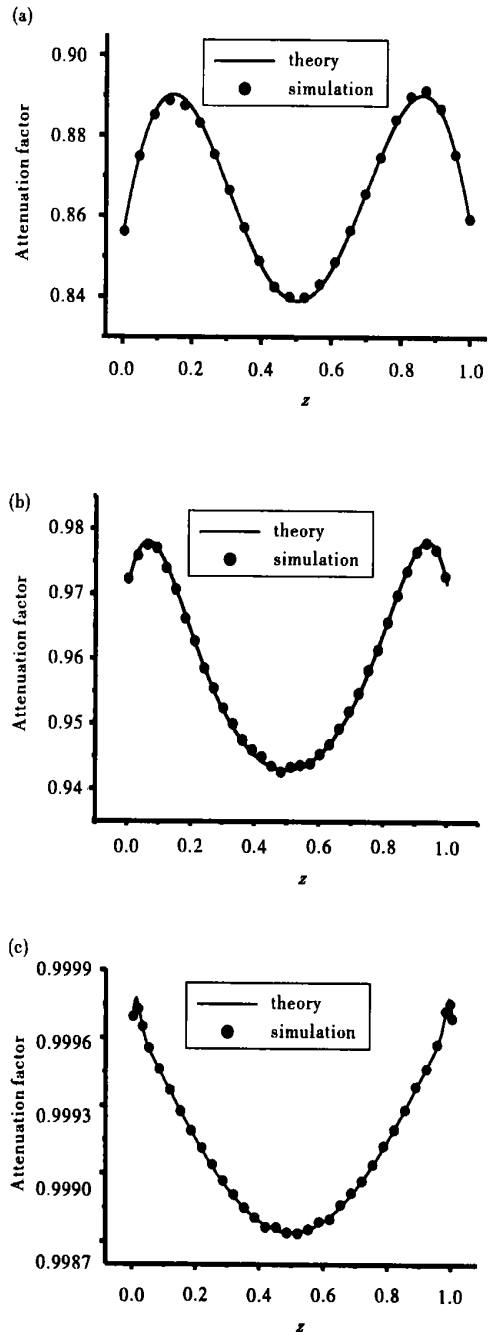 (a)
0.90
0.88
0.86
0.84
Attenuation factor
theory
simulation
0.0 0.2 0.4 0.6 0.8 1.0
z
(b)
0.98
0.97
0.96
0.95
0.94
Attenuation factor
theory
simulation
0.0 0.2 0.4 0.6 0.8 1.0
z
(c)
0.9999
0.9996
0.9993
0.9990
0.9987
Attenuation factor
theory
simulation
0.0 0.2 0.4 0.6 0.8 1.0
z